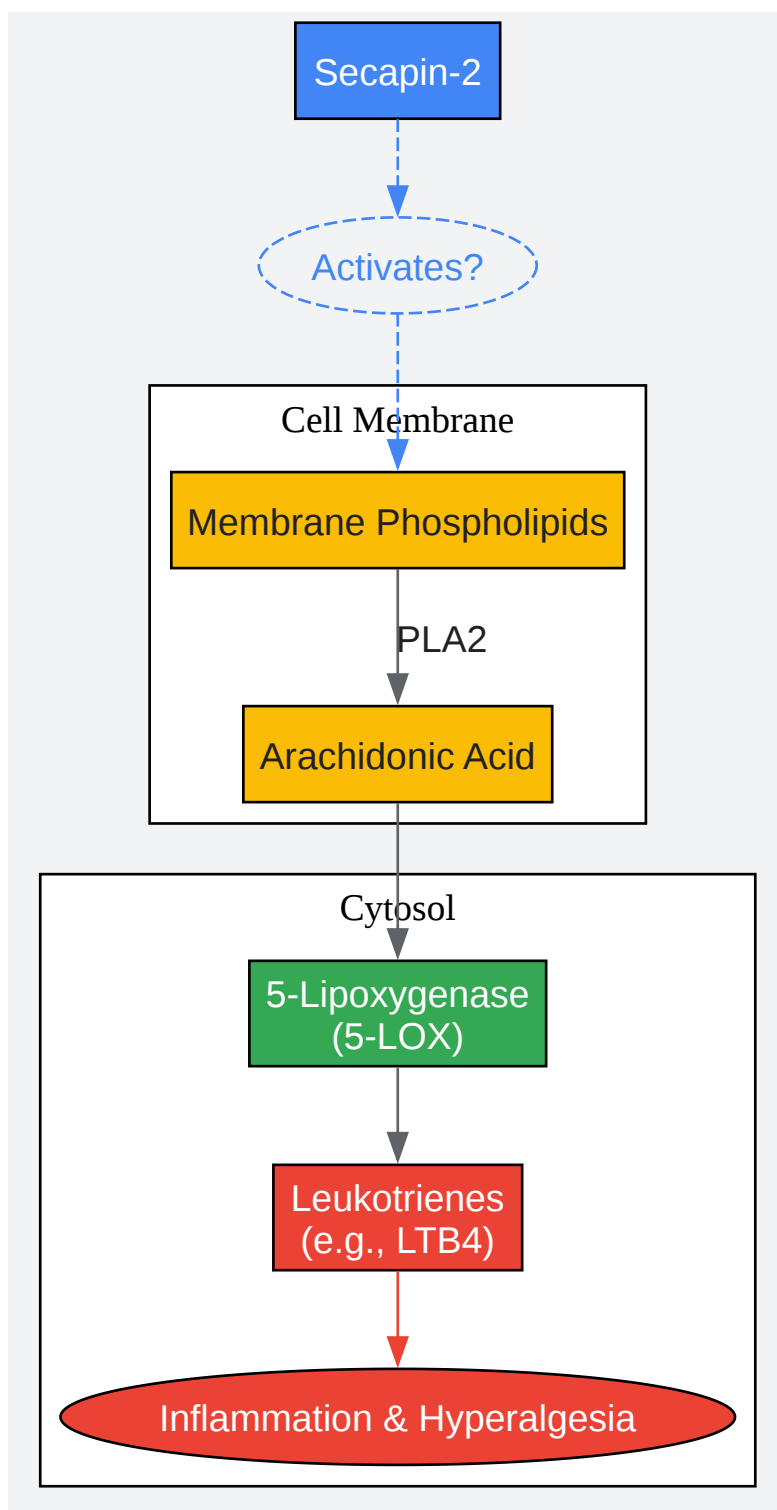 Secapin-2
Activates?
Cell Membrane
Membrane Phospholipids
PLA2
Arachidonic Acid
Cytosol
5-Lipoxygenase
(5-LOX)
Leukotrienes
(e.g., LTB4)
Inflammation & Hyperalgesia